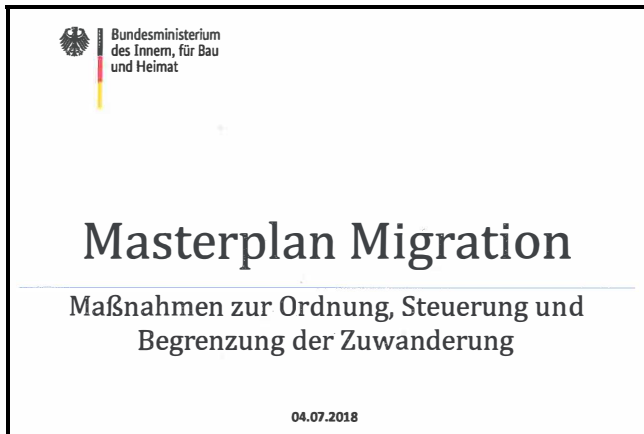 Bundesministerium
des Innern, für Bau
und Heimat
Masterplan Migration
Maßnahmen zur Ordnung, Steuerung und
Begrenzung der Zuwanderung
04.07.2018